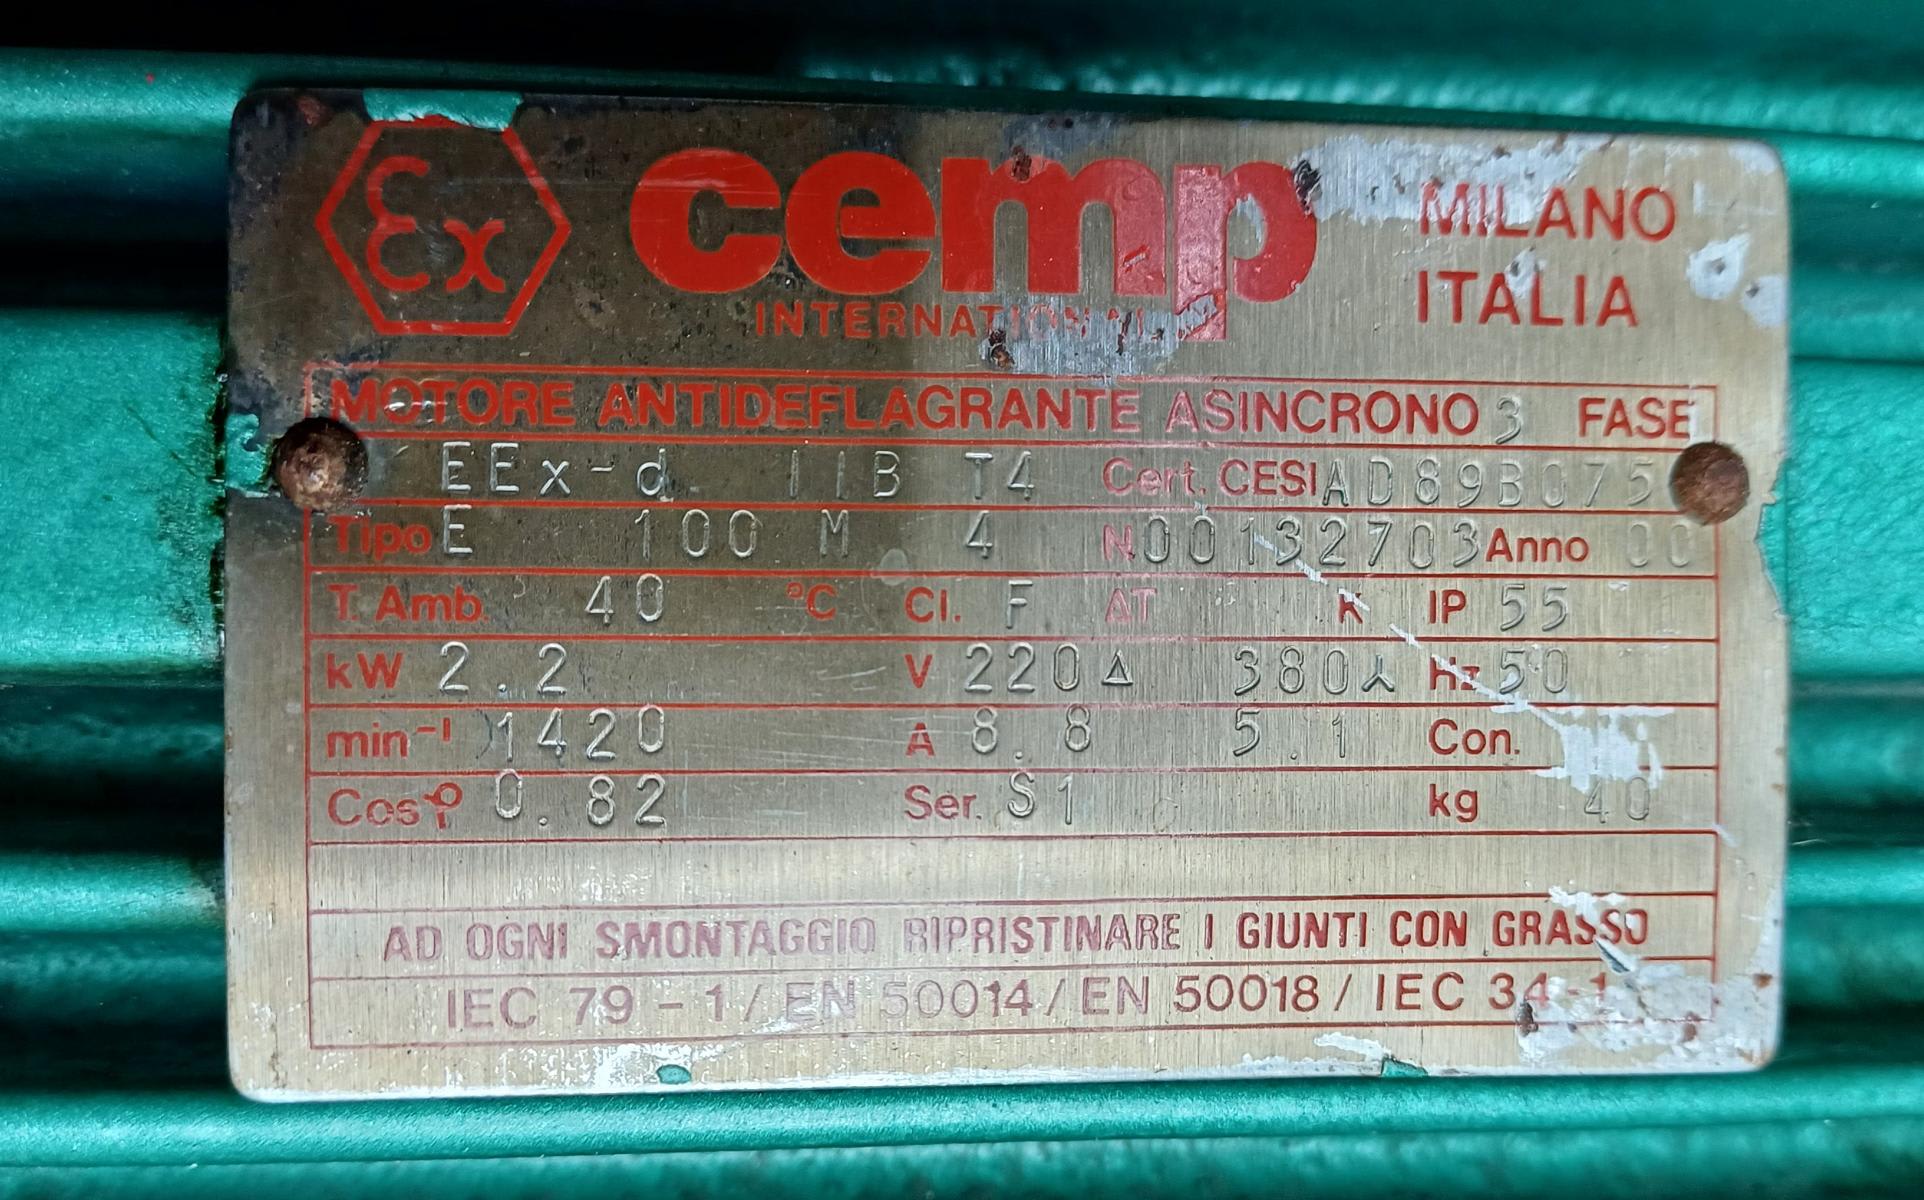 Ex cemp MILANO
INTERNATIONAL ITALIA
MOTORE ANTIDEFLAGRANTE ASINCRONO 3 FASE
EEx-d IIB T4 Cert. CESI AD89B075
Tipo E 100 M 4 N 00132703 Anno 00
T. Amb. 40 °C Cl. F ΔT K IP 55
kW 2.2 V 220 Δ 380 ⅄ Hz 50
min⁻¹ 1420 A 8.8 5.1 Con.
Cos φ 0.82 Ser. S1 kg 40
AD OGNI SMONTAGGIO RIPRISTINARE I GIUNTI CON GRASSO
IEC 79 - 1 / EN 50014 / EN 50018 / IEC 34-1